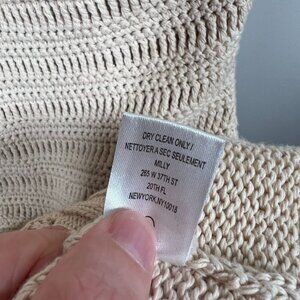 DRY CLEAN ONLY /
NETTOYER A SEC SEULEMENT
MILLY
265 W 37TH ST
20TH FL
NEWYORK,NY10018